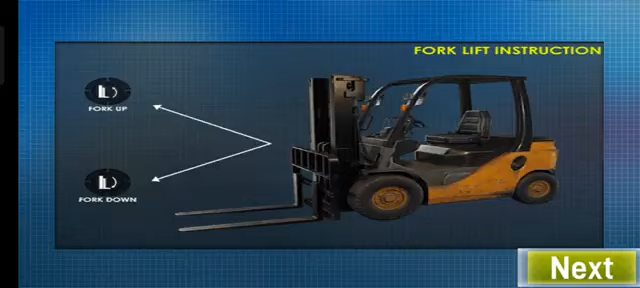 FORK LIFT INSTRUCTION
FORK UP
FORK DOWN
Next